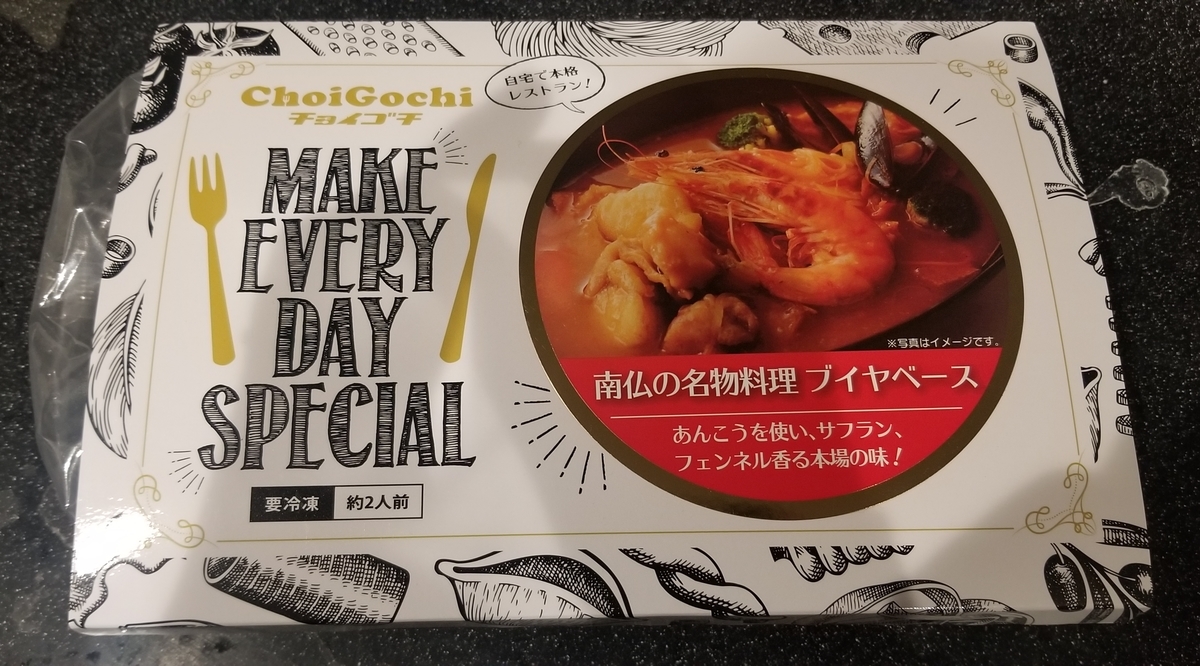 ChoiGochi
チョイゴチ
自宅で本格
レストラン!
MAKE
EVERY
DAY
SPECIAL
要冷凍 約2人前
※写真はイメージです。
南仏の名物料理 ブイヤベース
あんこうを使い、サフラン、
フェンネル香る本場の味!